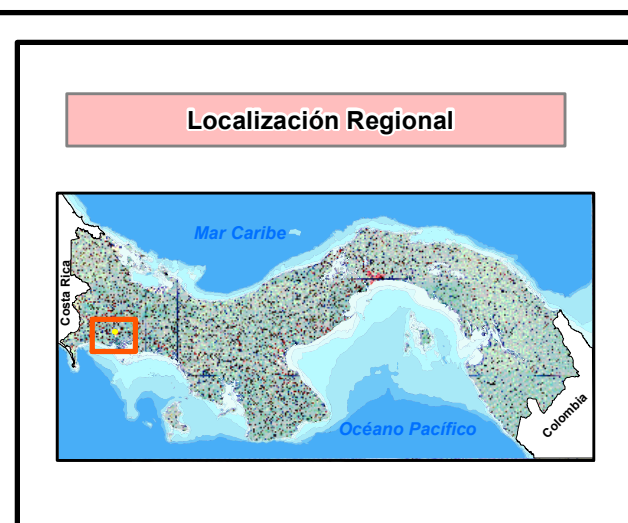 Localización Regional
Mar Caribe
Costa Rica
Océano Pacífico
Colombia